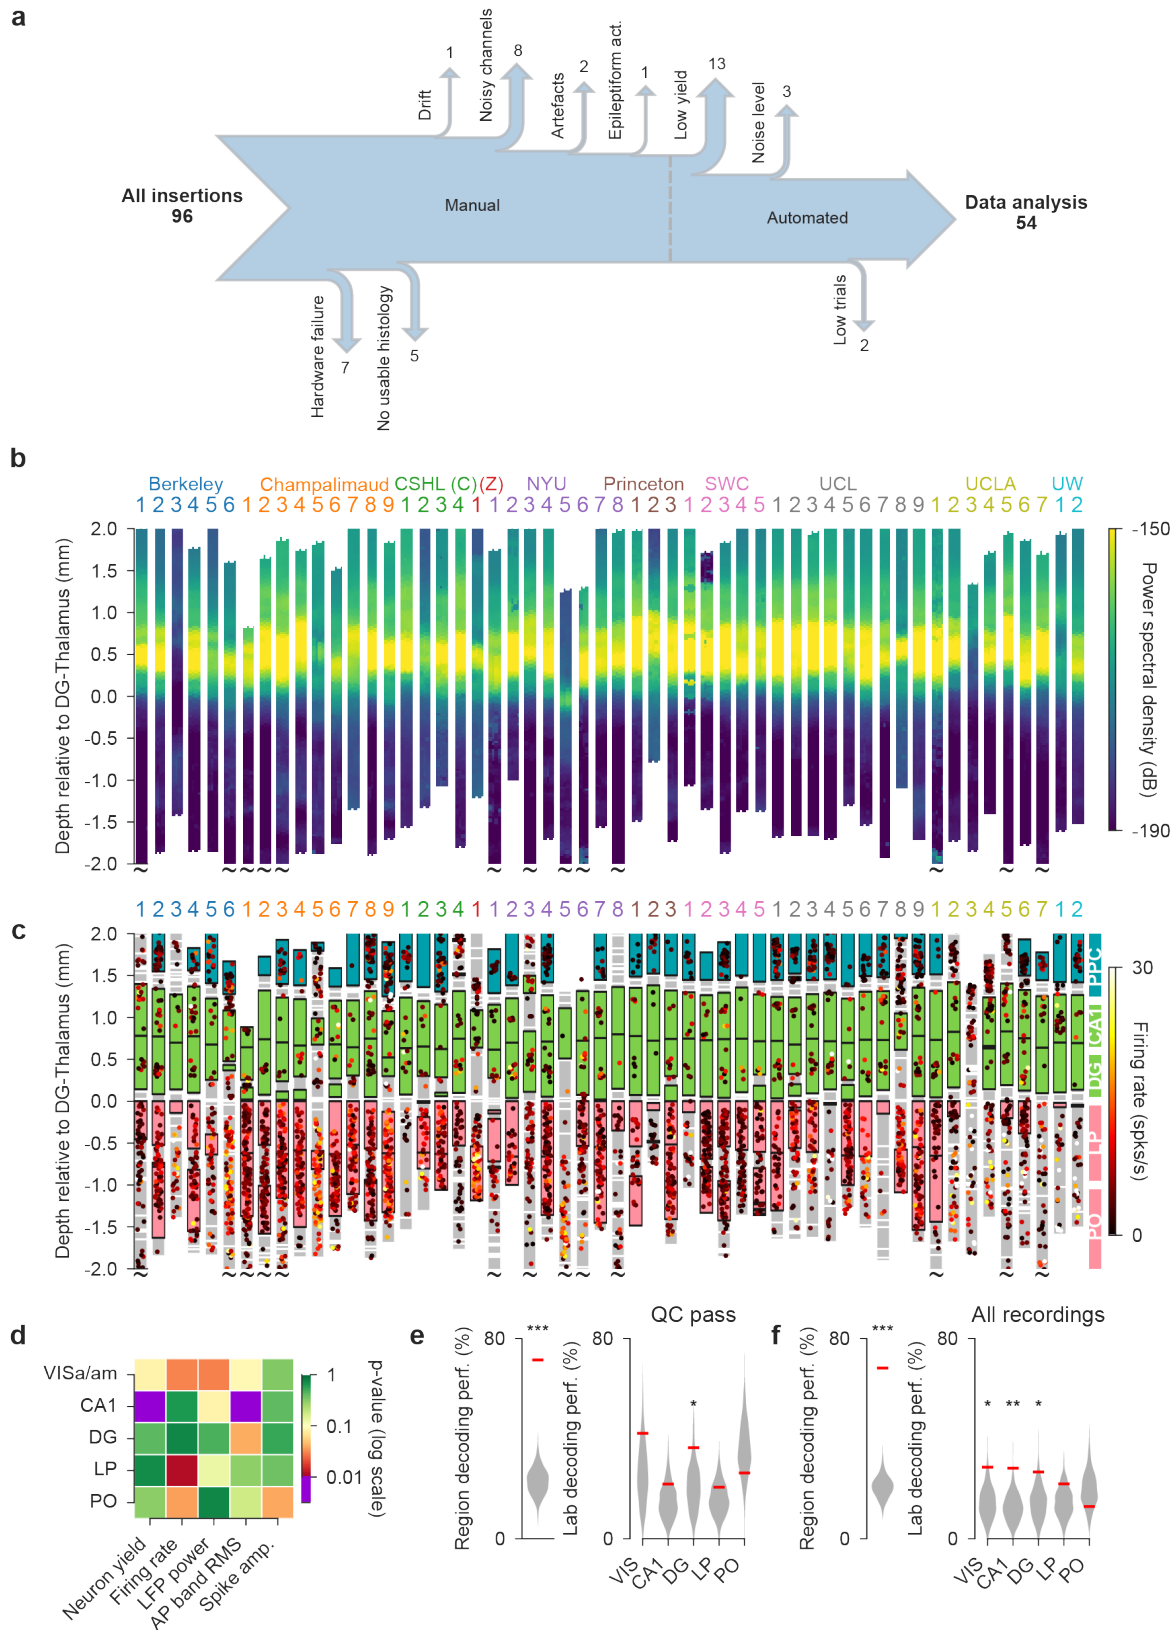 a
Drift
1
Noisy channels
8
Artefacts
2
Epileptiform act.
1
Low yield
13
Noise level
3
All insertions
96
Manual
Automated
Data analysis
54
Hardware failure
7
No usable histology
5
Low trials
2
b
Berkeley Champalimaud CSHL (C) (Z) NYU Princeton SWC UCL UCLA UW
1 2 3 4 5 6 1 2 3 4 5 6 7 8 9 1 2 3 4 1 1 2 3 4 5 6 7 8 1 2 3 1 2 3 4 5 1 2 3 4 5 6 7 8 9 1 2 3 4 5 6 7 1 2
Depth relative to DG-Thalamus (mm)
2.0
1.5
1.0
0.5
0.0
-0.5
-1.0
-1.5
-2.0
~ ~ ~ ~ ~ ~ ~ ~ ~ ~ ~ ~
-150
-190
Power spectral density (dB)
1 2 3 4 5 6 1 2 3 4 5 6 7 8 9 1 2 3 4 1 1 2 3 4 5 6 7 8 1 2 3 1 2 3 4 5 1 2 3 4 5 6 7 8 9 1 2 3 4 5 6 7 1 2
c
Depth relative to DG-Thalamus (mm)
2.0
1.5
1.0
0.5
0.0
-0.5
-1.0
-1.5
-2.0
~ ~ ~ ~ ~ ~ ~ ~ ~ ~ ~ ~
PPC
CA1
DG
LP
PO
30
0
Firing rate (spks/s)
d
VISa/am
CA1
DG
LP
PO
Neuron yield
Firing rate
LFP power
AP band RMS
Spike amp.
1
0.1
0.01
p-value (log scale)
e
Region decoding perf. (%)
80
0
***
QC pass
Lab decoding perf. (%)
80
0
*
VIS
CA1
DG
LP
PO
f
Region decoding perf. (%)
80
0
***
All recordings
Lab decoding perf. (%)
80
0
* ** *
VIS
CA1
DG
LP
PO